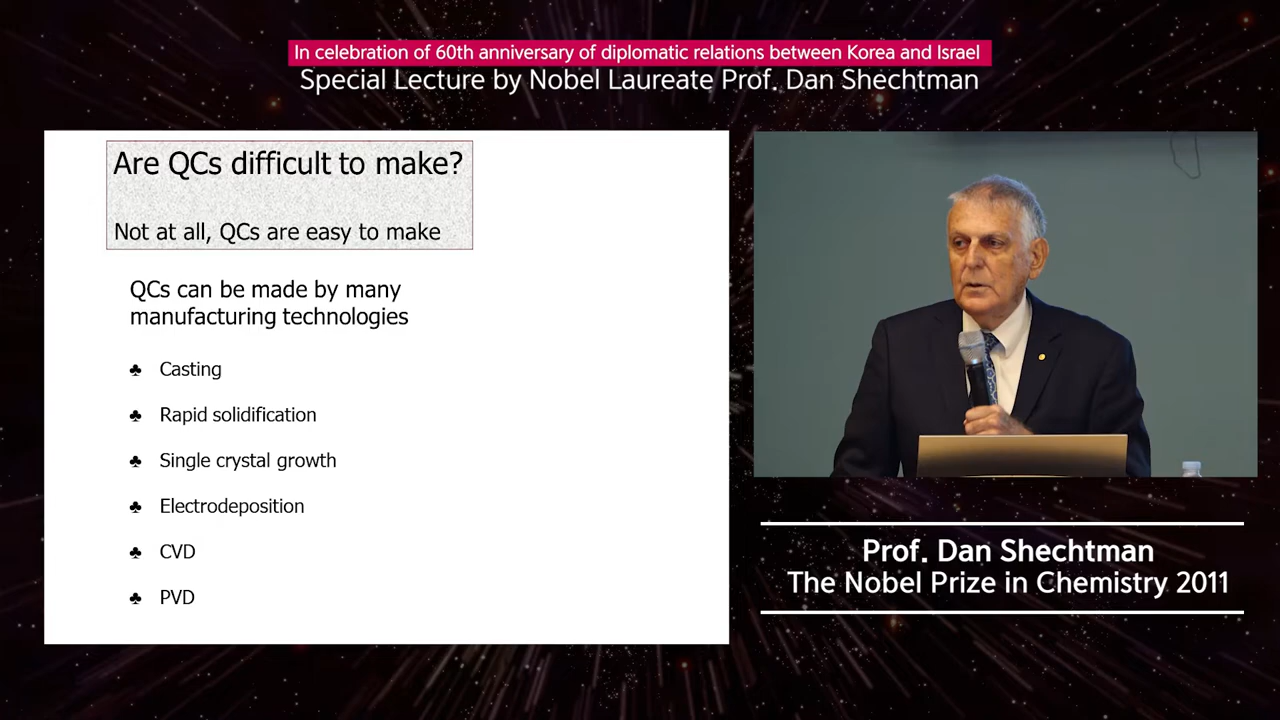 In celebration of 60th anniversary of diplomatic relations between Korea and Israel
Special Lecture by Nobel Laureate Prof. Dan Shechtman
Are QCs difficult to make?
Not at all, QCs are easy to make
QCs can be made by many
manufacturing technologies
♣ Casting
♣ Rapid solidification
♣ Single crystal growth
♣ Electrodeposition
♣ CVD
♣ PVD
Prof. Dan Shechtman
The Nobel Prize in Chemistry 2011